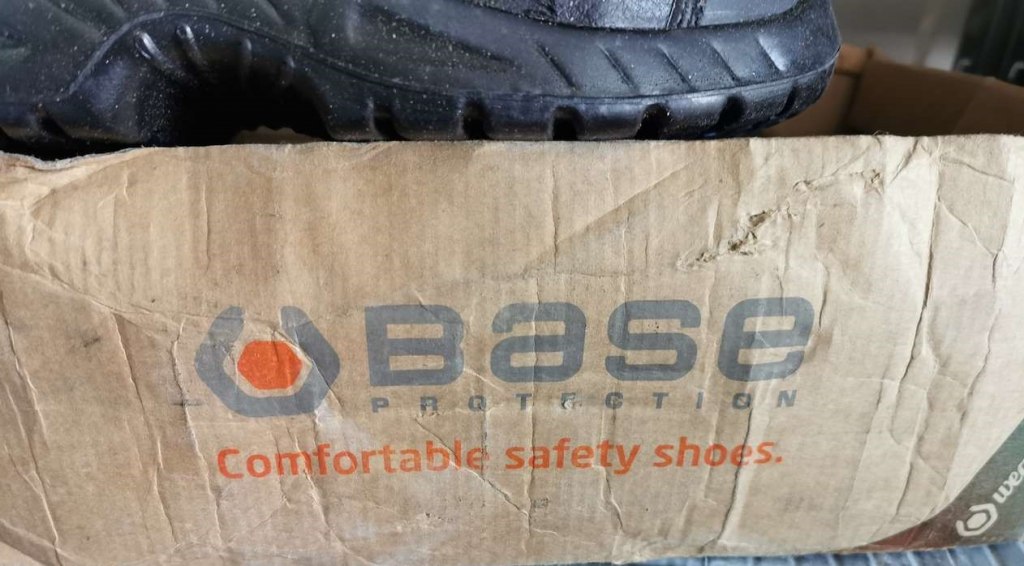 Base
PROTECTION
Comfortable safety shoes.